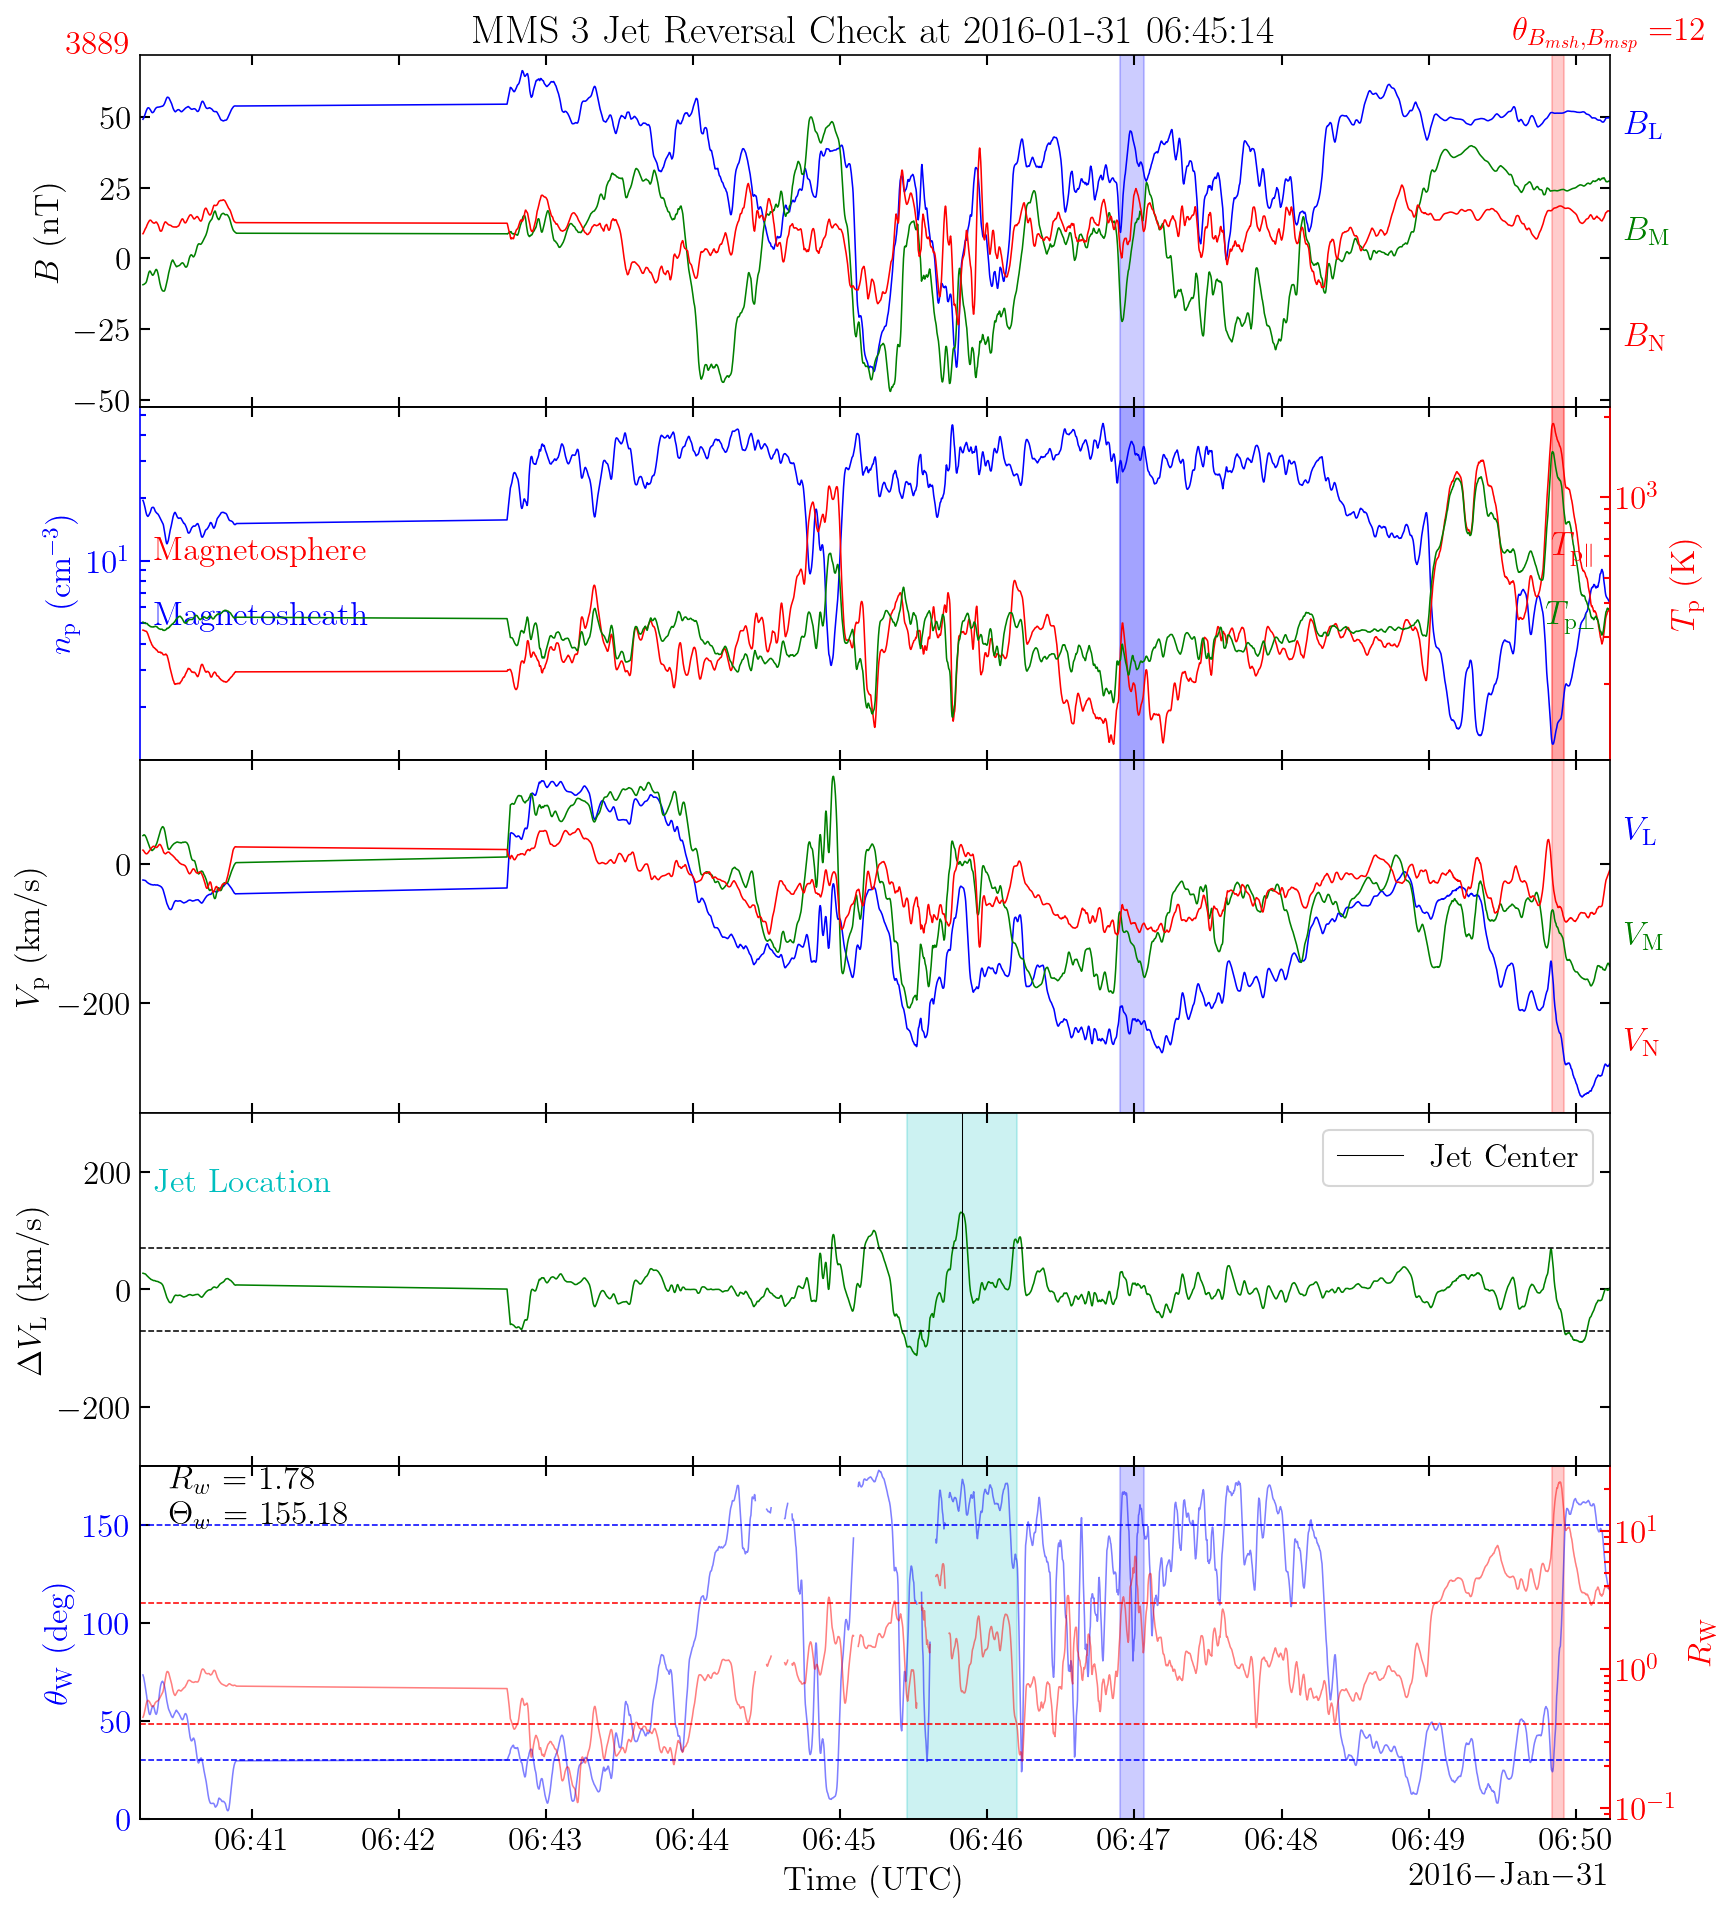 MMS 3 Jet Reversal Check at 2016-01-31 06:45:14
3889
θ_{B_{msh},B_{msp}} =12
50
25
0
−25
−50
B (nT)
B_L
B_M
B_N
10^1
n_p (cm^{−3})
Magnetosphere
Magnetosheath
10^3
T_p (K)
T_{p∥}
T_{p⊥}
0
−200
V_p (km/s)
V_L
V_M
V_N
200
0
−200
ΔV_L (km/s)
Jet Location
Jet Center
R_w = 1.78
Θ_w = 155.18
150
100
50
0
θ_W (deg)
10^1
10^0
10^{−1}
R_W
06:41 06:42 06:43 06:44 06:45 06:46 06:47 06:48 06:49 06:50
Time (UTC)
2016−Jan−31